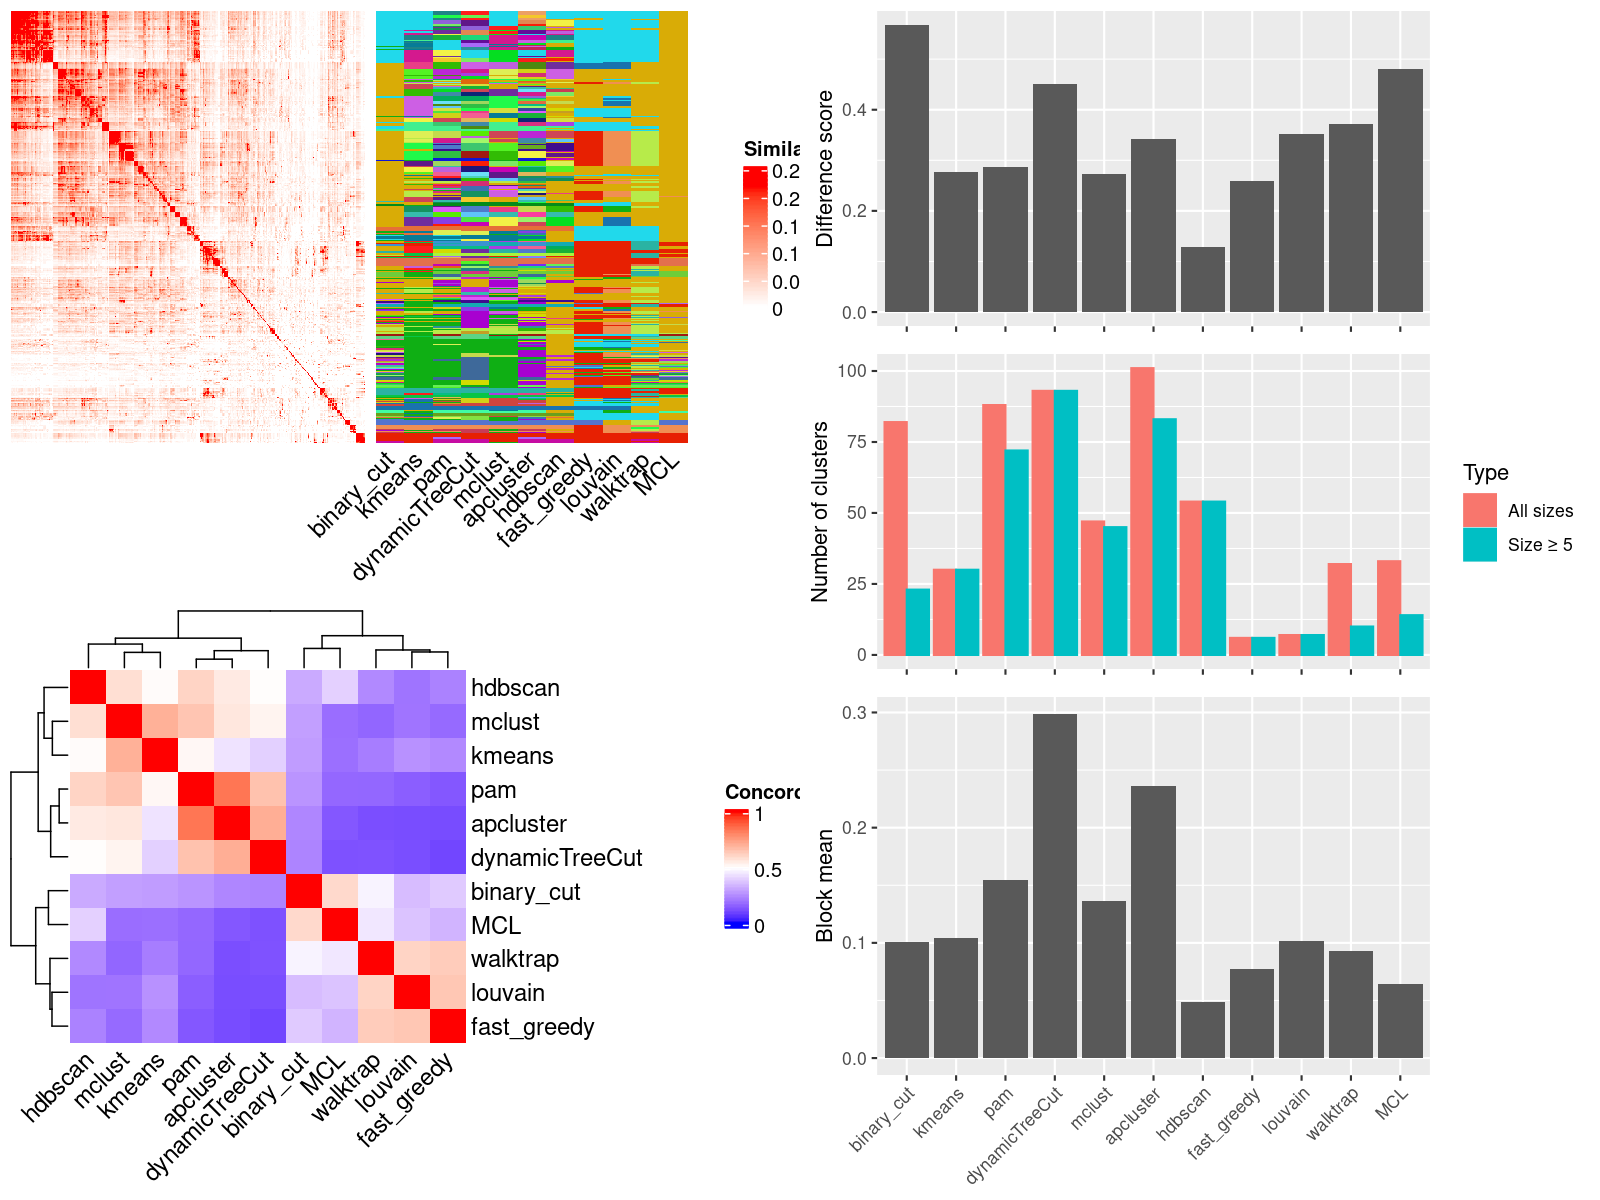 Simila
0.2
0.2
0.1
0.1
0.0
0
binary_cut
kmeans
pam
dynamicTreeCut
mclust
apcluster
hdbscan
fast_greedy
louvain
walktrap
MCL
hdbscan
mclust
kmeans
pam
apcluster
dynamicTreeCut
binary_cut
MCL
walktrap
louvain
fast_greedy
hdbscan
mclust
kmeans
pam
apcluster
dynamicTreeCut
binary_cut
MCL
walktrap
louvain
fast_greedy
Concord
1
0.5
0
Difference score
0.4
0.2
0.0
Number of clusters
100
75
50
25
0
Type
All sizes
Size ≥ 5
Block mean
0.3
0.2
0.1
0.0
binary_cut
kmeans
pam
dynamicTreeCut
mclust
apcluster
hdbscan
fast_greedy
louvain
walktrap
MCL